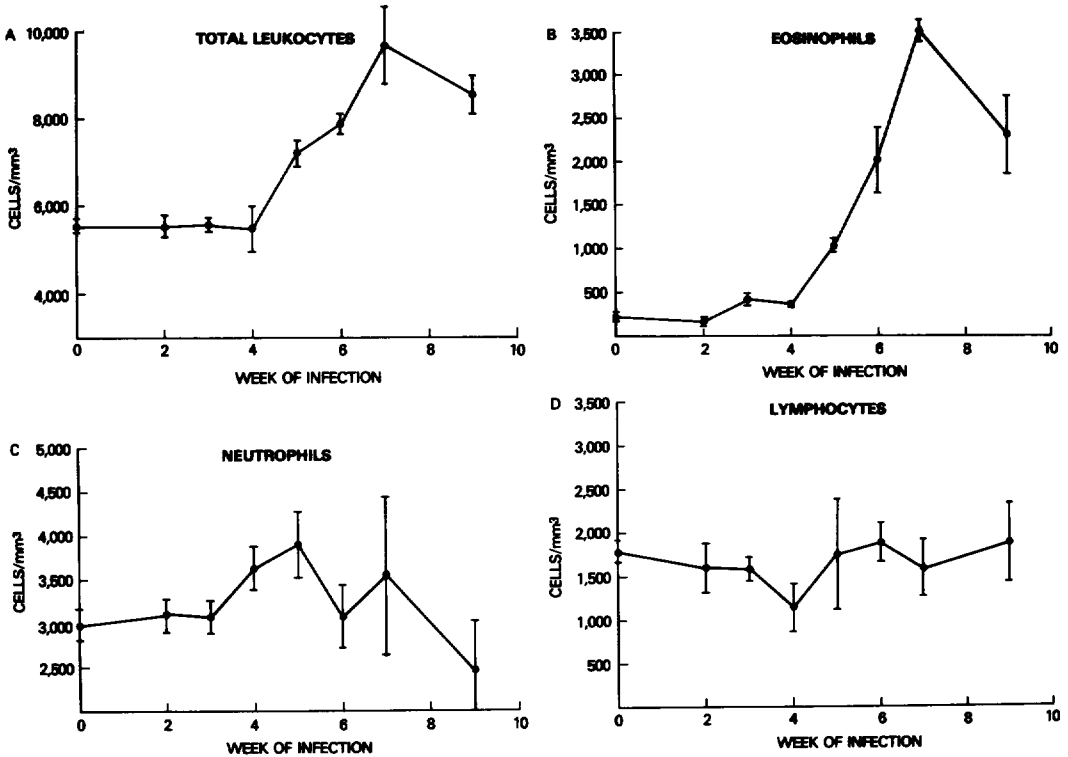 A
TOTAL LEUKOCYTES
10,000
8,000
6,000
4,000
CELLS/mm³
0 2 4 6 8 10
WEEK OF INFECTION
B
EOSINOPHILS
3,500
3,000
2,500
2,000
1,500
1,000
500
CELLS/mm³
0 2 4 6 8 10
WEEK OF INFECTION
C
NEUTROPHILS
5,000
4,500
4,000
3,500
3,000
2,500
CELLS/mm³
0 2 4 6 8 10
WEEK OF INFECTION
D
LYMPHOCYTES
3,500
3,000
2,500
2,000
1,500
1,000
500
CELLS/mm³
0 2 4 6 8 10
WEEK OF INFECTION